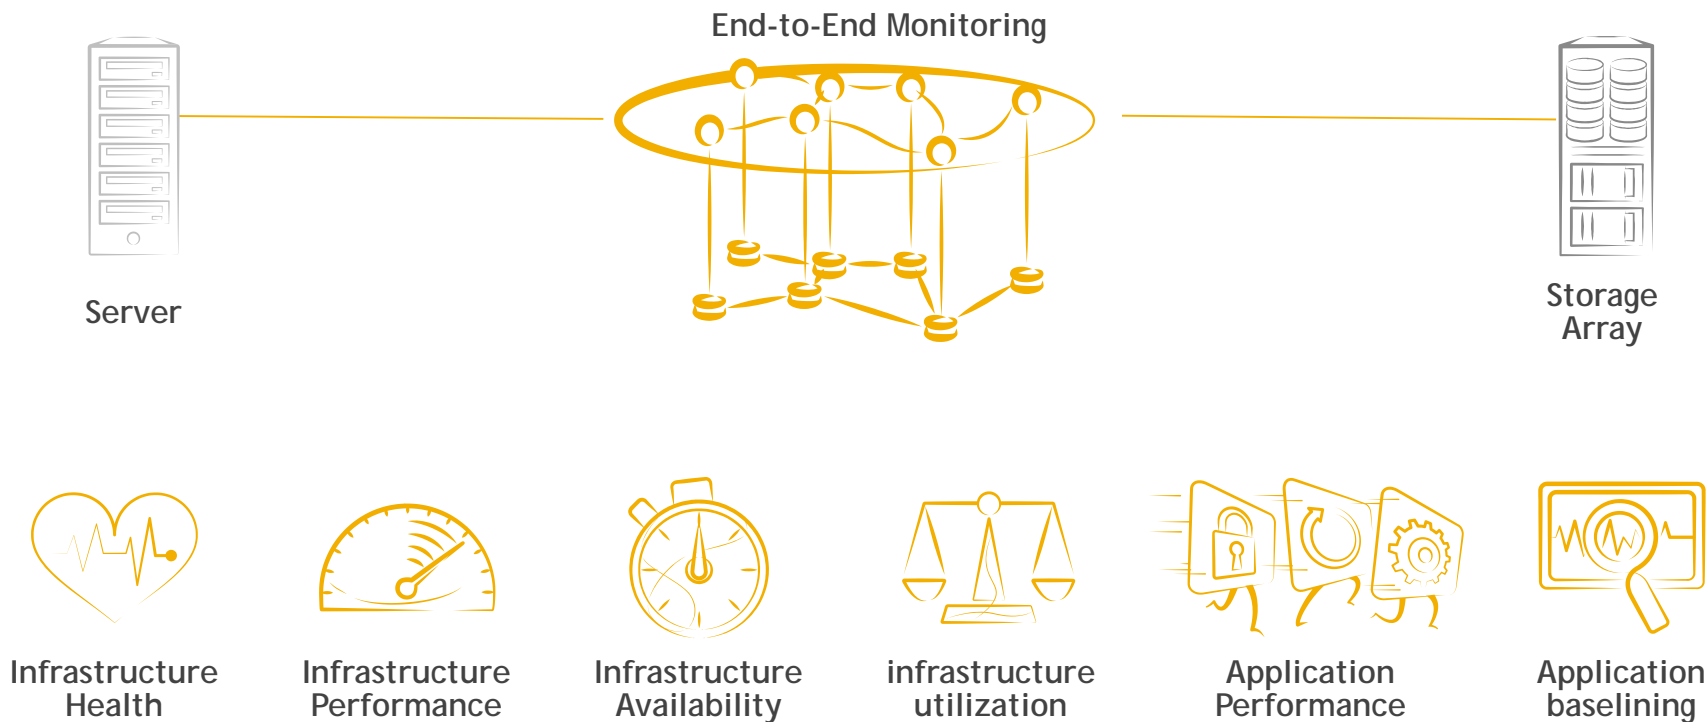 End-to-End Monitoring
Server
Storage
Array
Infrastructure
Health
Infrastructure
Performance
Infrastructure
Availability
infrastructure
utilization
Application
Performance
Application
baselining